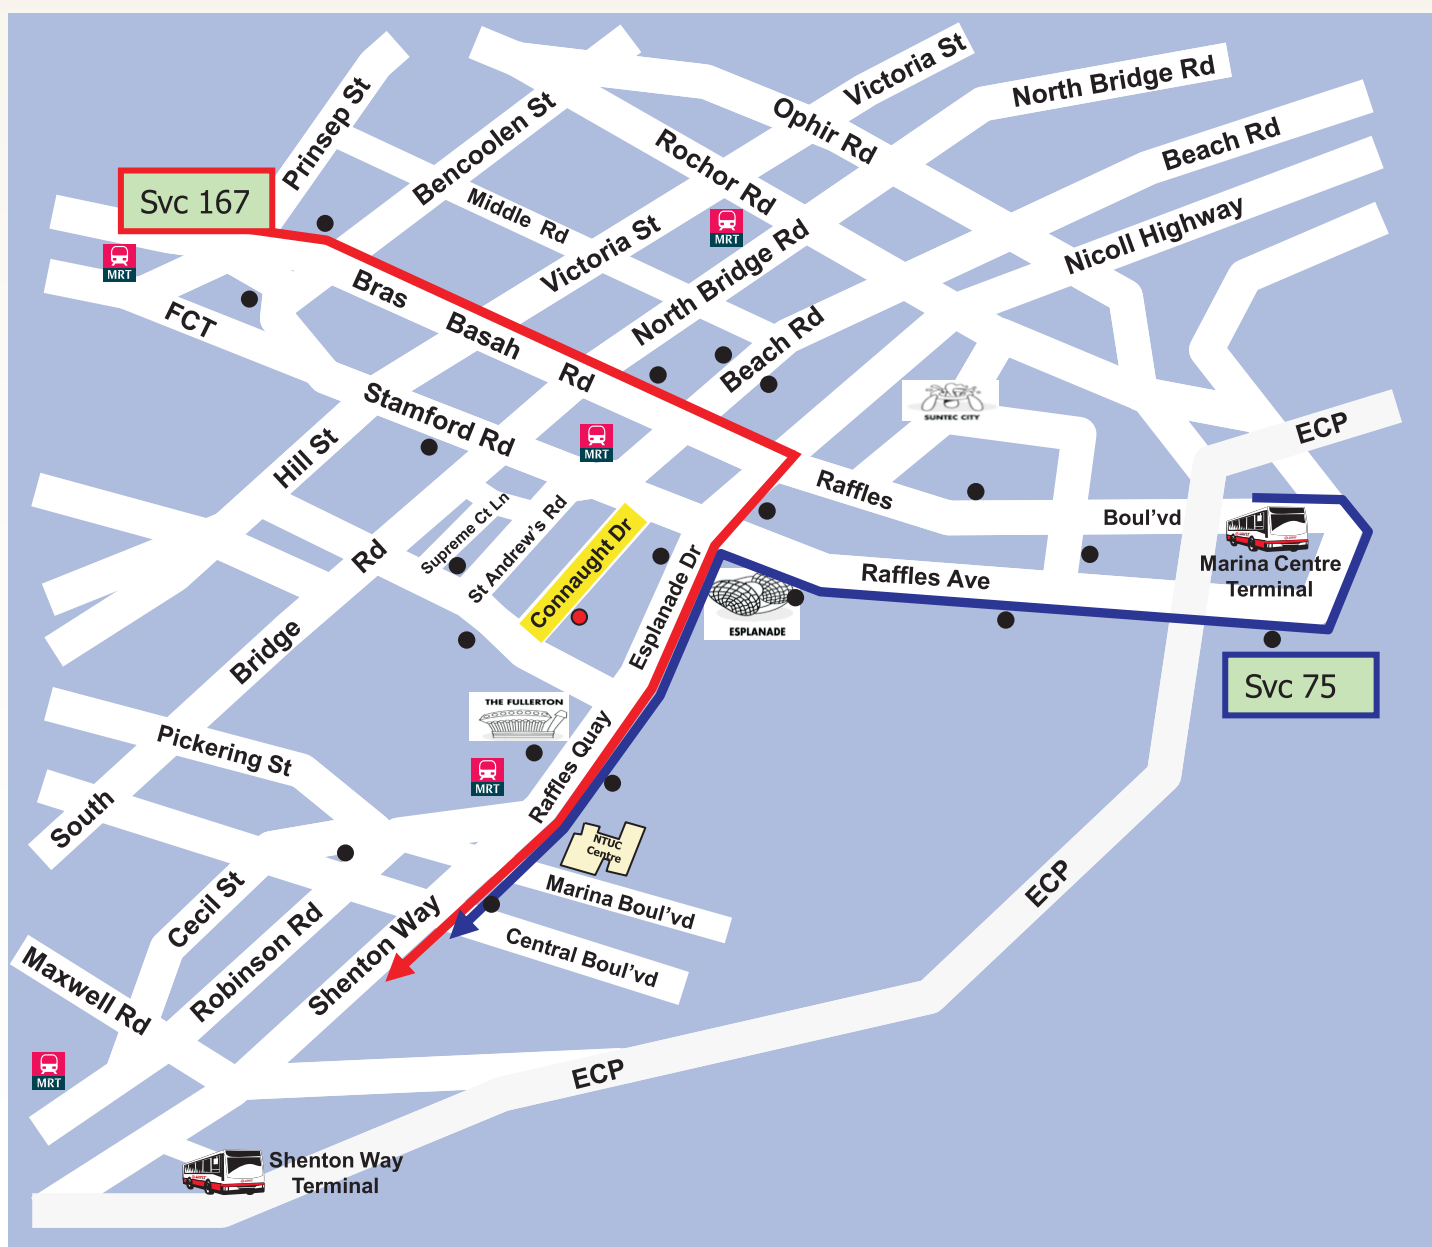 Victoria St
North Bridge Rd
Prinsep St
Bencoolen St
Ophir Rd
Beach Rd
Rochor Rd
Svc 167
Middle Rd
MRT
Victoria St
North Bridge Rd
Nicoll Highway
MRT
Bras
Basah
Rd
FCT
Beach Rd
Stamford Rd
SUNTEC CITY
ECP
Hill St
MRT
Raffles
Boul'vd
Supreme Ct Ln
St Andrew's Rd
Connaught Dr
Esplanade Dr
Rd
Bridge
South
Raffles Ave
Marina Centre
Terminal
ESPLANADE
Svc 75
THE FULLERTON
Pickering St
MRT
Raffles Quay
NTUC
Centre
Marina Boul'vd
Central Boul'vd
Cecil St
Robinson Rd
Shenton Way
Maxwell Rd
ECP
MRT
ECP
Shenton Way
Terminal